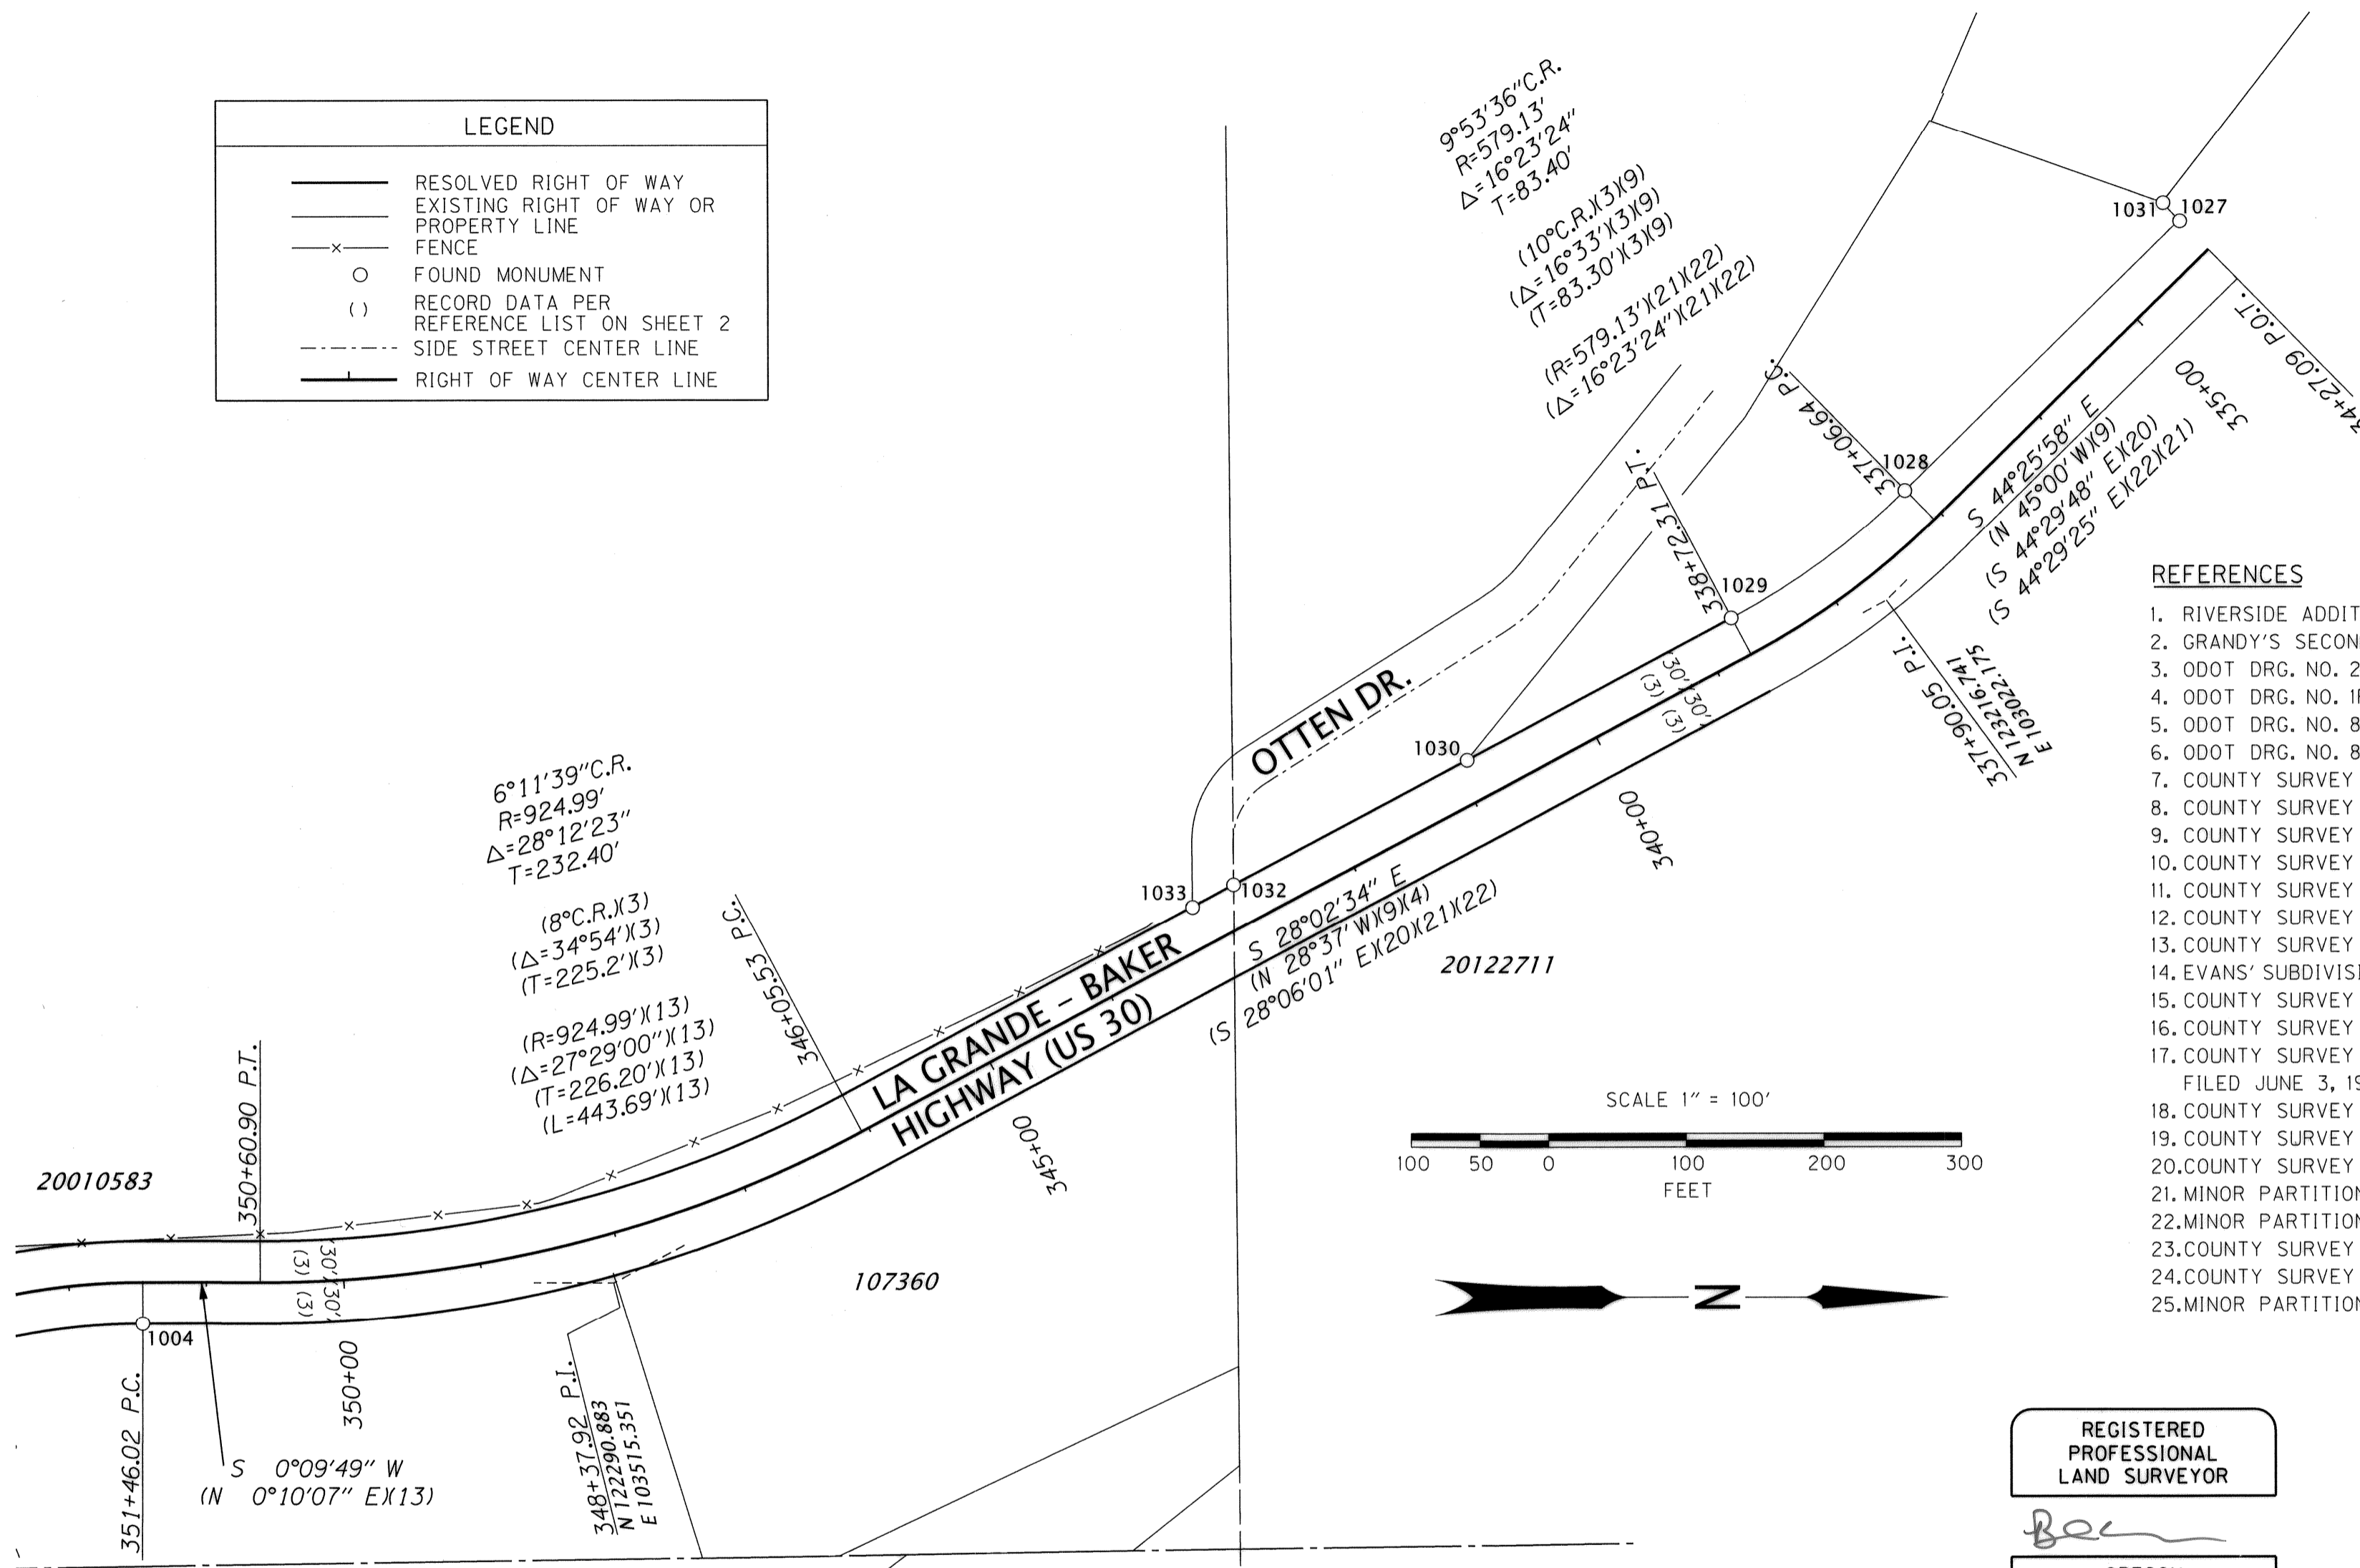 LEGEND
RESOLVED RIGHT OF WAY
EXISTING RIGHT OF WAY OR
PROPERTY LINE
FENCE
FOUND MONUMENT
( ) RECORD DATA PER
REFERENCE LIST ON SHEET 2
SIDE STREET CENTER LINE
RIGHT OF WAY CENTER LINE
9°53'36"C.R.
R=579.13'
Δ=16°23'24"
T=83.40'
(10°C.R.)(3)(9)
(Δ=16°33')(3)(9)
(T=83.30')(3)(9)
(R=579.13')(21)(22)
(Δ=16°23'24")(21)(22)
1031
1027
4+27.09 P.O.T.
335+00
337+06.64 P.C.
1028
S 44°25'58" E
(N 45°00' W)(9)
(S 44°29'48" E)(20)
(S 44°29'25" E)(22)(21)
338+72.31 P.T.
1029
30' 30'
(3) (3)
337+90.05 P.I.
N 123216.741
E 103022.175
OTTEN DR.
1030
340+00
1033
1032
S 28°02'34" E
(N 28°37' W)(9)(4)
(S 28°06'01" E)(20)(21)(22)
20122711
LA GRANDE - BAKER
HIGHWAY (US 30)
6°11'39"C.R.
R=924.99'
Δ=28°12'23"
T=232.40'
(8°C.R.)(3)
(Δ=34°54')(3)
(T=225.2')(3)
(R=924.99')(13)
(Δ=27°29'00")(13)
(T=226.20')(13)
(L=443.69')(13)
346+05.53 P.C.
345+00
350+60.90 P.T.
20010583
30' 30'
(3) (3)
107360
1004
350+00
351+46.02 P.C.
S 0°09'49" W
(N 0°10'07" E)(13)
348+37.92 P.I.
N 122290.883
E 103515.351
SCALE 1" = 100'
100 50 0 100 200 300
FEET
N
REFERENCES
1. RIVERSIDE ADDIT
2. GRANDY'S SECON
3. ODOT DRG. NO. 2
4. ODOT DRG. NO. 1
5. ODOT DRG. NO. 8
6. ODOT DRG. NO. 8
7. COUNTY SURVEY
8. COUNTY SURVEY
9. COUNTY SURVEY
10. COUNTY SURVEY
11. COUNTY SURVEY
12. COUNTY SURVEY
13. COUNTY SURVEY
14. EVANS' SUBDIVIS
15. COUNTY SURVEY
16. COUNTY SURVEY
17. COUNTY SURVEY
FILED JUNE 3, 19
18. COUNTY SURVEY
19. COUNTY SURVEY
20. COUNTY SURVEY
21. MINOR PARTITION
22. MINOR PARTITION
23. COUNTY SURVEY
24. COUNTY SURVEY
25. MINOR PARTITION
REGISTERED
PROFESSIONAL
LAND SURVEYOR